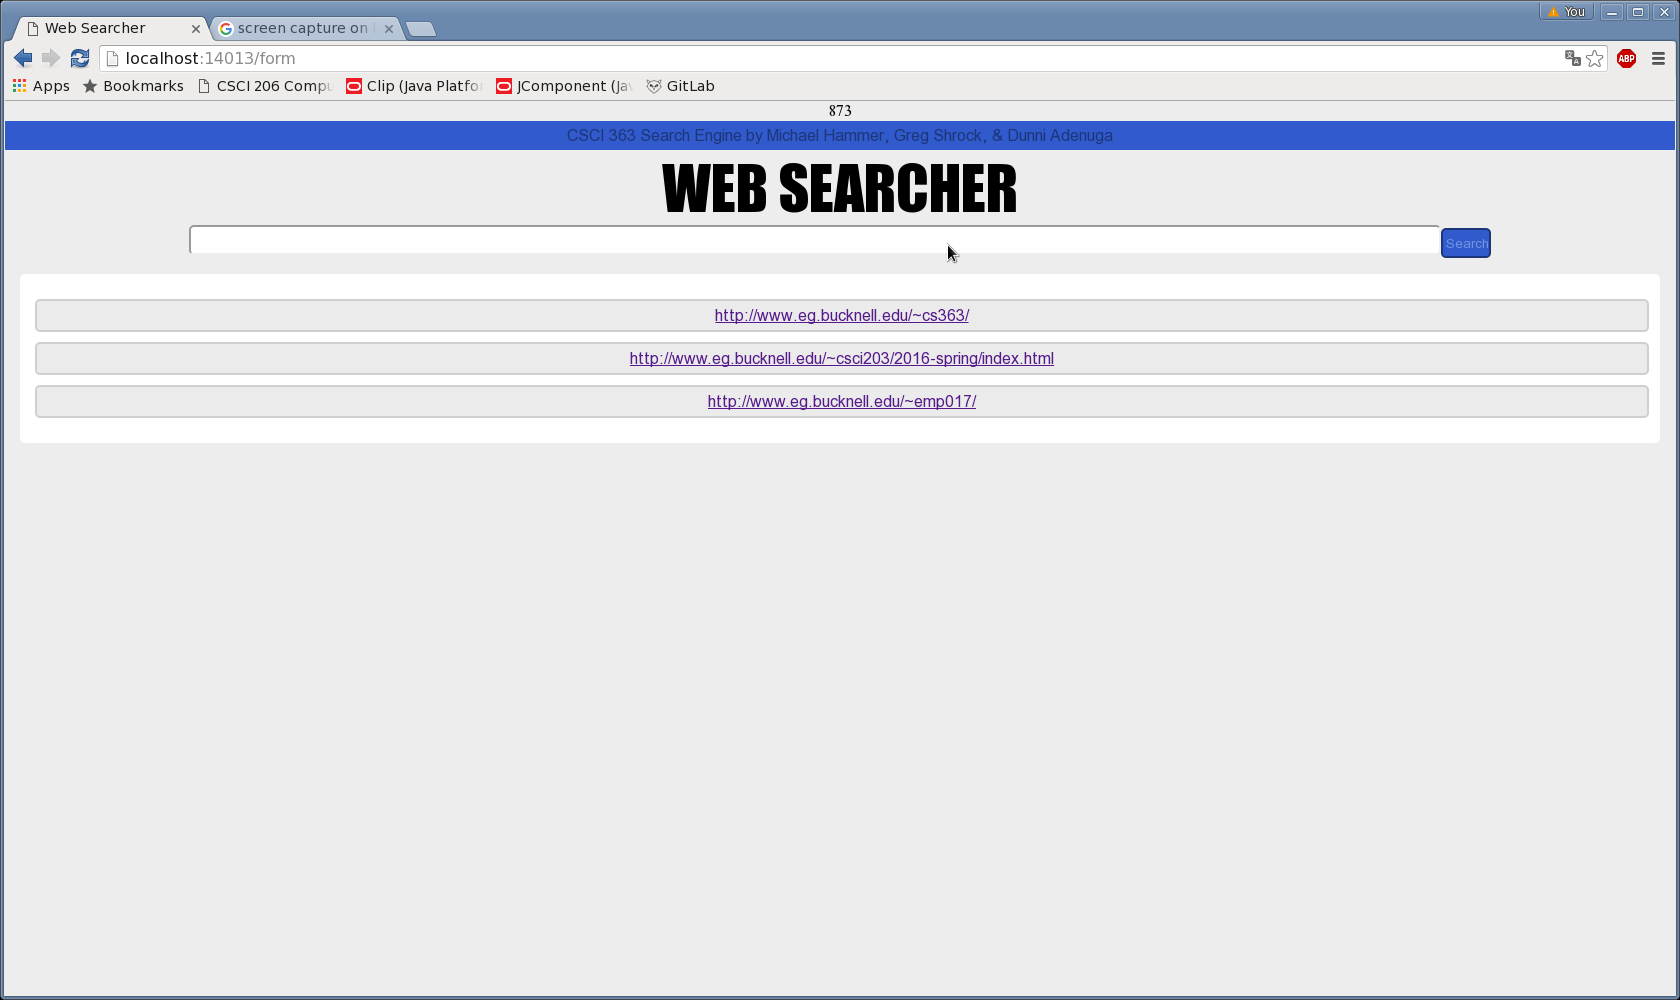 You
Web Searcher
screen capture on
localhost:14013/form
ABP
Apps Bookmarks CSCI 206 Compu Clip (Java Platfo JComponent (Jav GitLab
873
CSCI 363 Search Engine by Michael Hammer, Greg Shrock, & Dunni Adenuga
WEB SEARCHER
Search
http://www.eg.bucknell.edu/~cs363/
http://www.eg.bucknell.edu/~csci203/2016-spring/index.html
http://www.eg.bucknell.edu/~emp017/